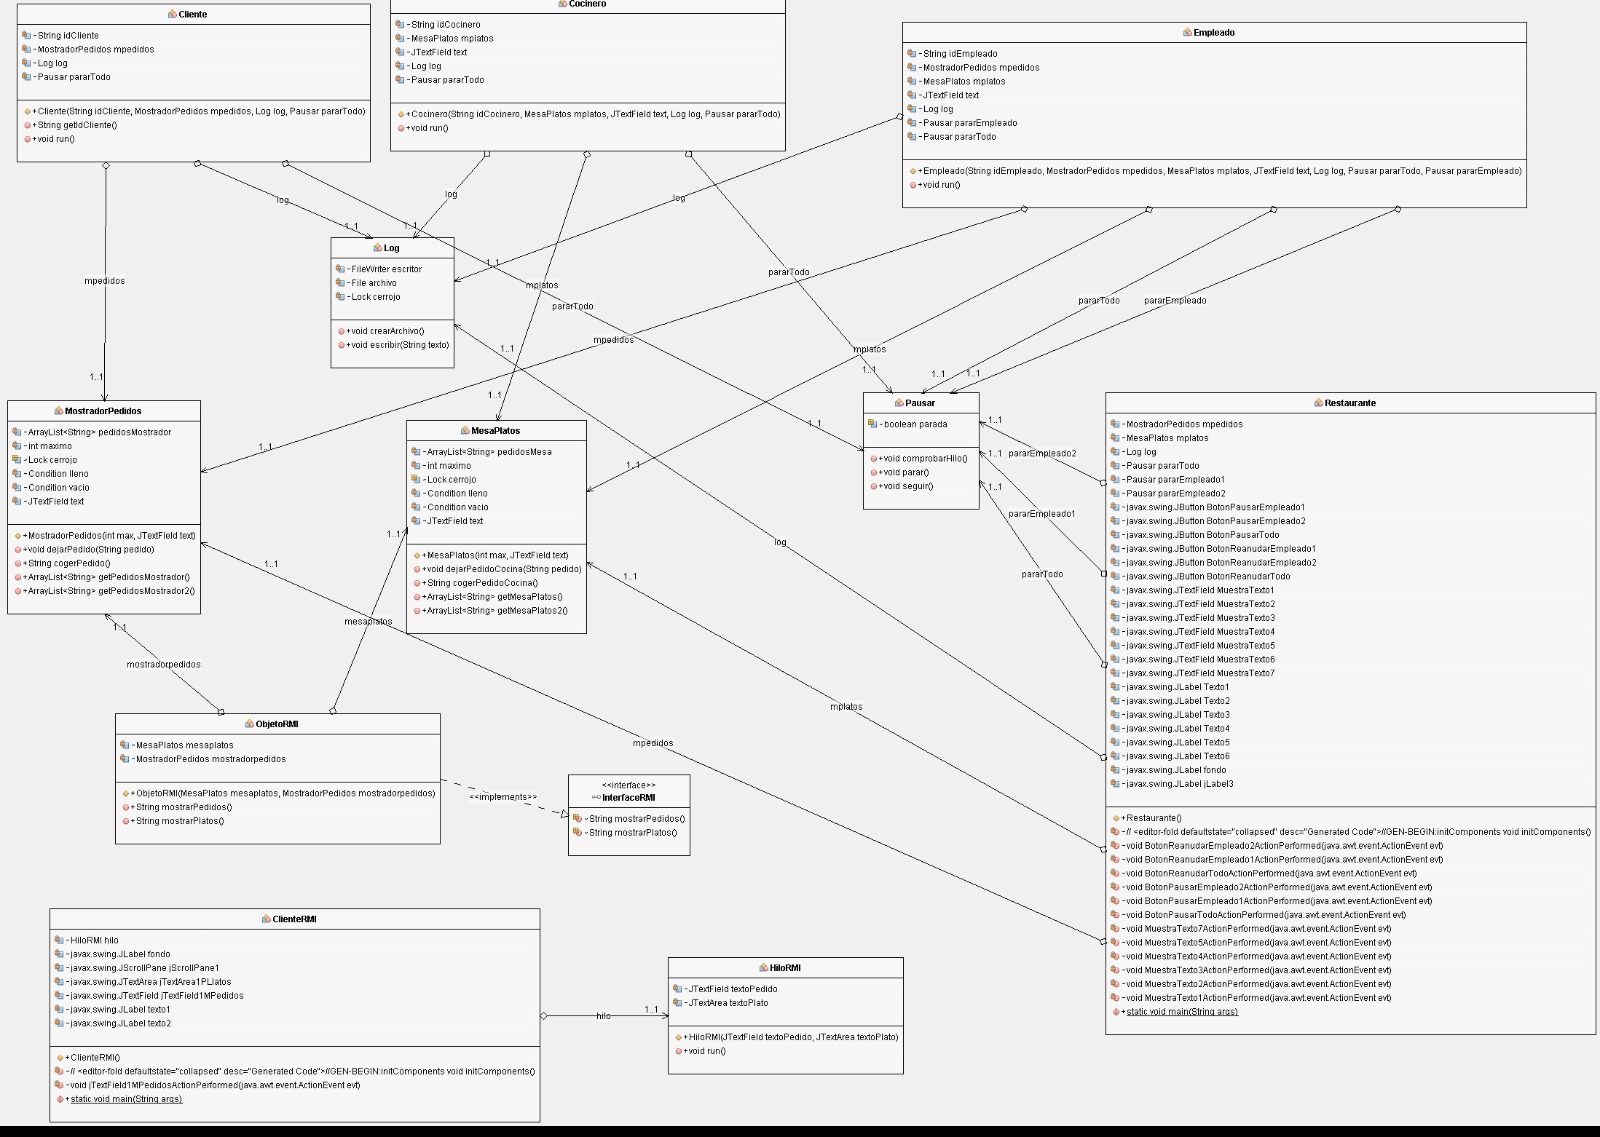 Cliente
-String idCliente
-MostradorPedidos mpedidos
-Log log
-Pausar pararTodo
+Cliente(String idCliente, MostradorPedidos mpedidos, Log log, Pausar pararTodo)
+String getidCliente()
+void run()
Cocinero
-String idCocinero
-MesaPlatos mplatos
-JTextField text
-Log log
-Pausar pararTodo
+Cocinero(String idCocinero, MesaPlatos mplatos, JTextField text, Log log, Pausar pararTodo)
+void run()
Empleado
-String idEmpleado
-MostradorPedidos mpedidos
-MesaPlatos mplatos
-JTextField text
-Log log
-Pausar pararEmpleado
-Pausar pararTodo
+Empleado(String idEmpleado, MostradorPedidos mpedidos, MesaPlatos mplatos, JTextField text, Log log, Pausar pararTodo, Pausar pararEmpleado)
+void run()
log
log
log
1..1
1..1
1..1
mpedidos
1..1
mplatos
1..1
pararTodo
1..1
pararTodo
1..1
mpedidos
1..1
mplatos
1..1
pararTodo
1..1
pararEmpleado
1..1
Log
-FileWriter escritor
-File archivo
-Lock cerrojo
+void crearArchivo()
+void escribir(String texto)
1..1
log
MostradorPedidos
-ArrayList<String> pedidosMostrador
-int maximo
-Lock cerrojo
-Condition lleno
-Condition vacio
-JTextField text
+MostradorPedidos(int max, JTextField text)
+void dejarPedido(String pedido)
+String cogerPedido()
+ArrayList<String> getPedidosMostrador()
+ArrayList<String> getPedidosMostrador2()
MesaPlatos
-ArrayList<String> pedidosMesa
-int maximo
-Lock cerrojo
-Condition lleno
-Condition vacio
-JTextField text
+MesaPlatos(int max, JTextField text)
+void dejarPedidoCocina(String pedido)
+String cogerPedidoCocina()
+ArrayList<String> getMesaPlatos()
+ArrayList<String> getMesaPlatos2()
Pausar
-boolean parada
+void comprobarHilo()
+void parar()
+void seguir()
1..1
pararEmpleado2
1..1
pararEmpleado1
1..1
pararTodo
Restaurante
-MostradorPedidos mpedidos
-MesaPlatos mplatos
-Log log
-Pausar pararTodo
-Pausar pararEmpleado1
-Pausar pararEmpleado2
-javax.swing.JButton BotonPausarEmpleado1
-javax.swing.JButton BotonPausarEmpleado2
-javax.swing.JButton BotonPausarTodo
-javax.swing.JButton BotonReanudarEmpleado1
-javax.swing.JButton BotonReanudarEmpleado2
-javax.swing.JButton BotonReanudarTodo
-javax.swing.JTextField MuestraTexto1
-javax.swing.JTextField MuestraTexto2
-javax.swing.JTextField MuestraTexto3
-javax.swing.JTextField MuestraTexto4
-javax.swing.JTextField MuestraTexto5
-javax.swing.JTextField MuestraTexto6
-javax.swing.JTextField MuestraTexto7
-javax.swing.JLabel Texto1
-javax.swing.JLabel Texto2
-javax.swing.JLabel Texto3
-javax.swing.JLabel Texto4
-javax.swing.JLabel Texto5
-javax.swing.JLabel Texto6
-javax.swing.JLabel fondo
-javax.swing.JLabel jLabel3
+Restaurante()
-// <editor-fold defaultstate="collapsed" desc="Generated Code">//GEN-BEGIN:initComponents void initComponents()
-void BotonReanudarEmpleado2ActionPerformed(java.awt.event.ActionEvent evt)
-void BotonReanudarEmpleado1ActionPerformed(java.awt.event.ActionEvent evt)
-void BotonReanudarTodoActionPerformed(java.awt.event.ActionEvent evt)
-void BotonPausarEmpleado2ActionPerformed(java.awt.event.ActionEvent evt)
-void BotonPausarEmpleado1ActionPerformed(java.awt.event.ActionEvent evt)
-void BotonPausarTodoActionPerformed(java.awt.event.ActionEvent evt)
-void MuestraTexto7ActionPerformed(java.awt.event.ActionEvent evt)
-void MuestraTexto5ActionPerformed(java.awt.event.ActionEvent evt)
-void MuestraTexto4ActionPerformed(java.awt.event.ActionEvent evt)
-void MuestraTexto3ActionPerformed(java.awt.event.ActionEvent evt)
-void MuestraTexto2ActionPerformed(java.awt.event.ActionEvent evt)
-void MuestraTexto1ActionPerformed(java.awt.event.ActionEvent evt)
+static void main(String args)
1..1
mostradorpedidos
1..1
mesaplatos
1..1
mpedidos
1..1
mplatos
ObjetoRMI
-MesaPlatos mesaplatos
-MostradorPedidos mostradorpedidos
+ObjetoRMI(MesaPlatos mesaplatos, MostradorPedidos mostradorpedidos)
+String mostrarPedidos()
+String mostrarPlatos()
<<implements>>
<<interface>>
InterfaceRMI
-String mostrarPedidos()
-String mostrarPlatos()
ClienteRMI
-HiloRMI hilo
-javax.swing.JLabel fondo
-javax.swing.JScrollPane jScrollPane1
-javax.swing.JTextArea jTextArea1PLlatos
-javax.swing.JTextField jTextField1MPedidos
-javax.swing.JLabel texto1
-javax.swing.JLabel texto2
+ClienteRMI()
-// <editor-fold defaultstate="collapsed" desc="Generated Code">//GEN-BEGIN:initComponents void initComponents()
-void jTextField1MPedidosActionPerformed(java.awt.event.ActionEvent evt)
+static void main(String args)
hilo
1..1
HiloRMI
-JTextField textoPedido
-JTextArea textoPlato
+HiloRMI(JTextField textoPedido, JTextArea textoPlato)
+void run()